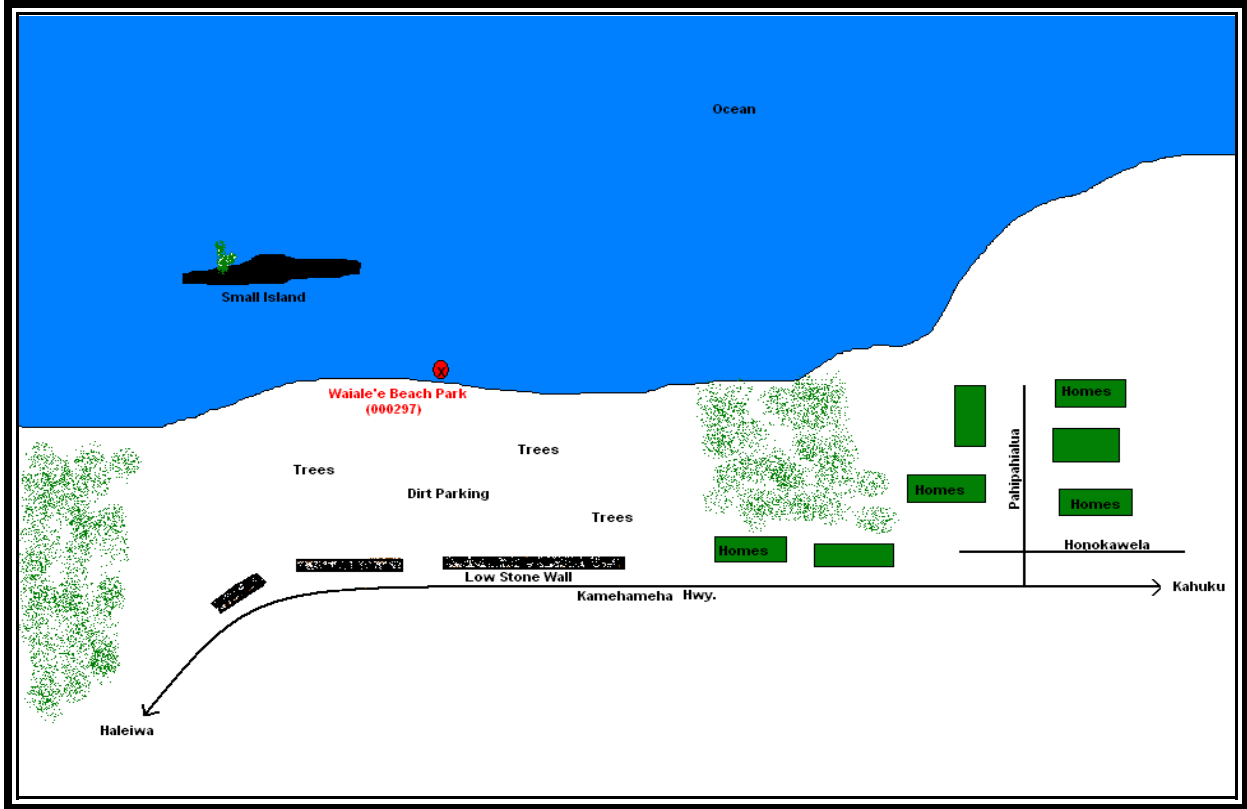 Ocean
Small Island
X
Waiale'e Beach Park
(000297)
Homes
Trees
Trees
Dirt Parking
Trees
Pahipahialua
Homes
Homes
Homes
Honokawela
Low Stone Wall
Kamehameha Hwy.
Kahuku
Haleiwa